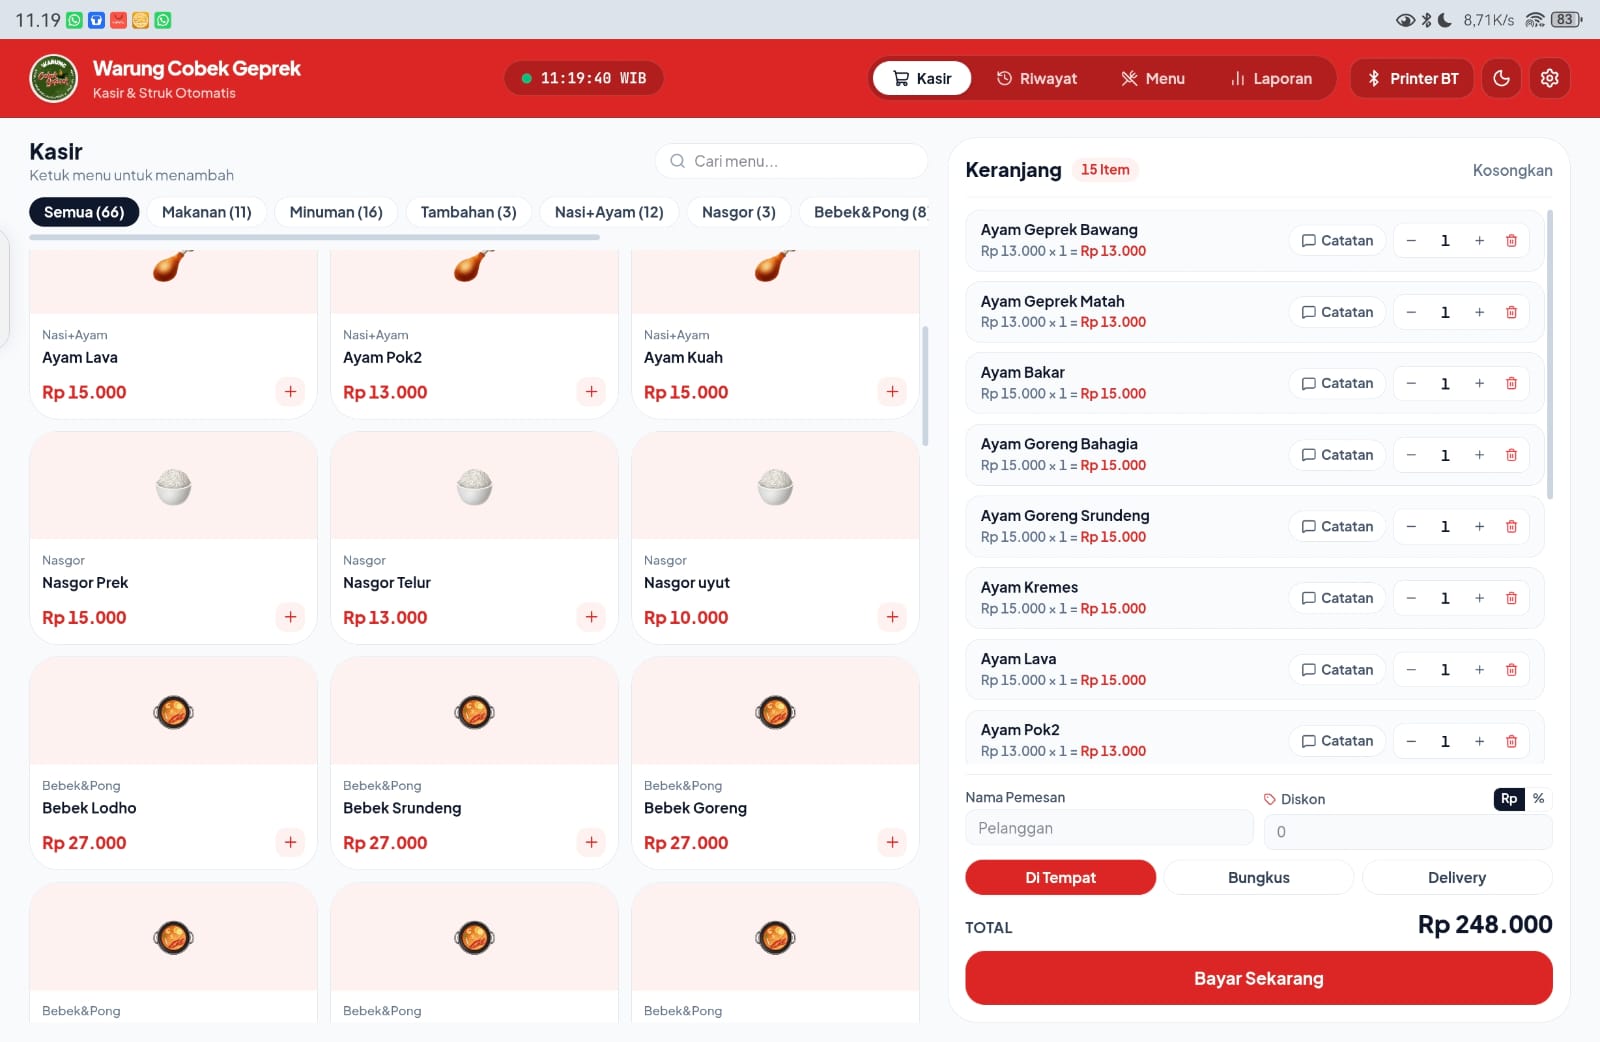 11.19
8,71K/s
83
Warung Cobek Geprek
Kasir & Struk Otomatis
11:19:40 WIB
Kasir
Riwayat
Menu
Laporan
Printer BT
Kasir
Ketuk menu untuk menambah
Cari menu...
Semua (66)
Makanan (11)
Minuman (16)
Tambahan (3)
Nasi+Ayam (12)
Nasgor (3)
Bebek&Pong (8)
Nasi+Ayam
Ayam Lava
Rp 15.000
Nasi+Ayam
Ayam Pok2
Rp 13.000
Nasi+Ayam
Ayam Kuah
Rp 15.000
Nasgor
Nasgor Prek
Rp 15.000
Nasgor
Nasgor Telur
Rp 13.000
Nasgor
Nasgor uyut
Rp 10.000
Bebek&Pong
Bebek Lodho
Rp 27.000
Bebek&Pong
Bebek Srundeng
Rp 27.000
Bebek&Pong
Bebek Goreng
Rp 27.000
Bebek&Pong
Bebek&Pong
Bebek&Pong
Keranjang
15 Item
Kosongkan
Ayam Geprek Bawang
Rp 13.000 × 1 = Rp 13.000
Catatan
− 1 +
Ayam Geprek Matah
Rp 13.000 × 1 = Rp 13.000
Catatan
− 1 +
Ayam Bakar
Rp 15.000 × 1 = Rp 15.000
Catatan
− 1 +
Ayam Goreng Bahagia
Rp 15.000 × 1 = Rp 15.000
Catatan
− 1 +
Ayam Goreng Srundeng
Rp 15.000 × 1 = Rp 15.000
Catatan
− 1 +
Ayam Kremes
Rp 15.000 × 1 = Rp 15.000
Catatan
− 1 +
Ayam Lava
Rp 15.000 × 1 = Rp 15.000
Catatan
− 1 +
Ayam Pok2
Rp 13.000 × 1 = Rp 13.000
Catatan
− 1 +
Nama Pemesan
Pelanggan
Diskon
Rp %
0
Di Tempat
Bungkus
Delivery
TOTAL
Rp 248.000
Bayar Sekarang